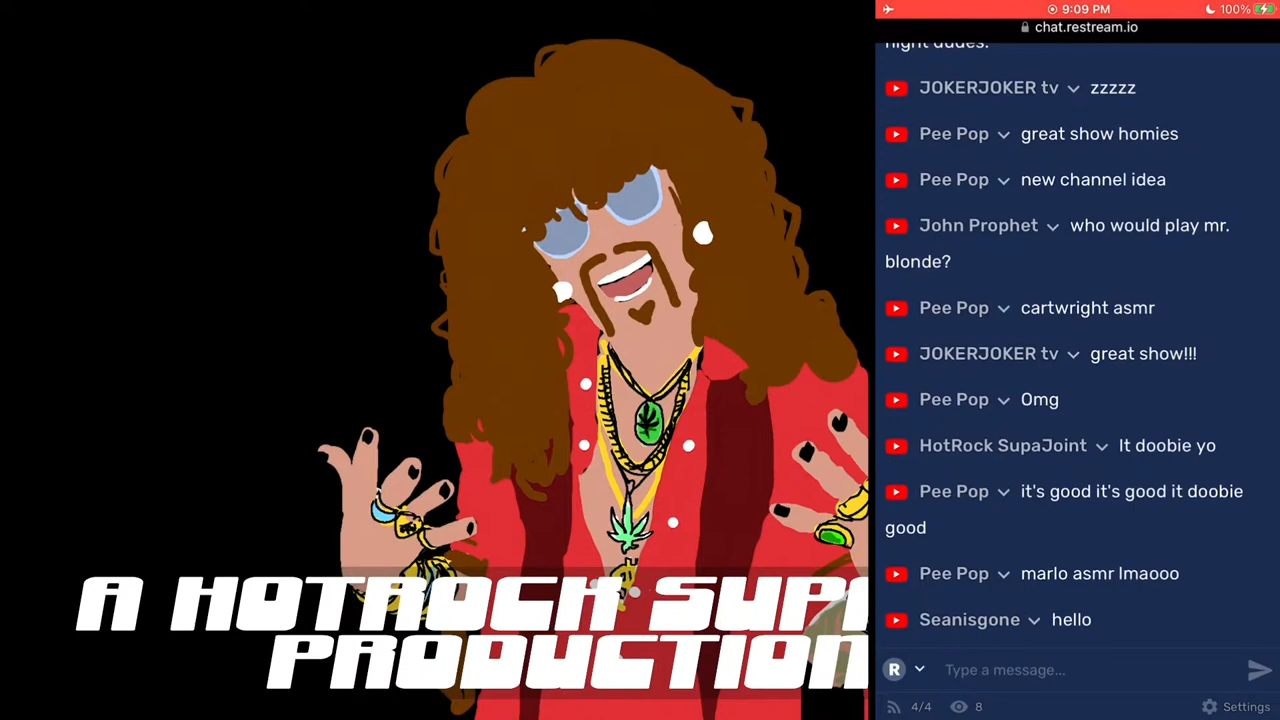 9:09 PM
100%
chat.restream.io
night dudes.
JOKERJOKER tv zzzzz
Pee Pop great show homies
Pee Pop new channel idea
John Prophet who would play mr.
blonde?
Pee Pop cartwright asmr
JOKERJOKER tv great show!!!
Pee Pop Omg
HotRock SupaJoint It doobie yo
Pee Pop it's good it's good it doobie
good
Pee Pop marlo asmr lmaooo
Seanisgone hello
R Type a message...
4/4 8 Settings
A HOTROCK SUPA
PRODUCTION